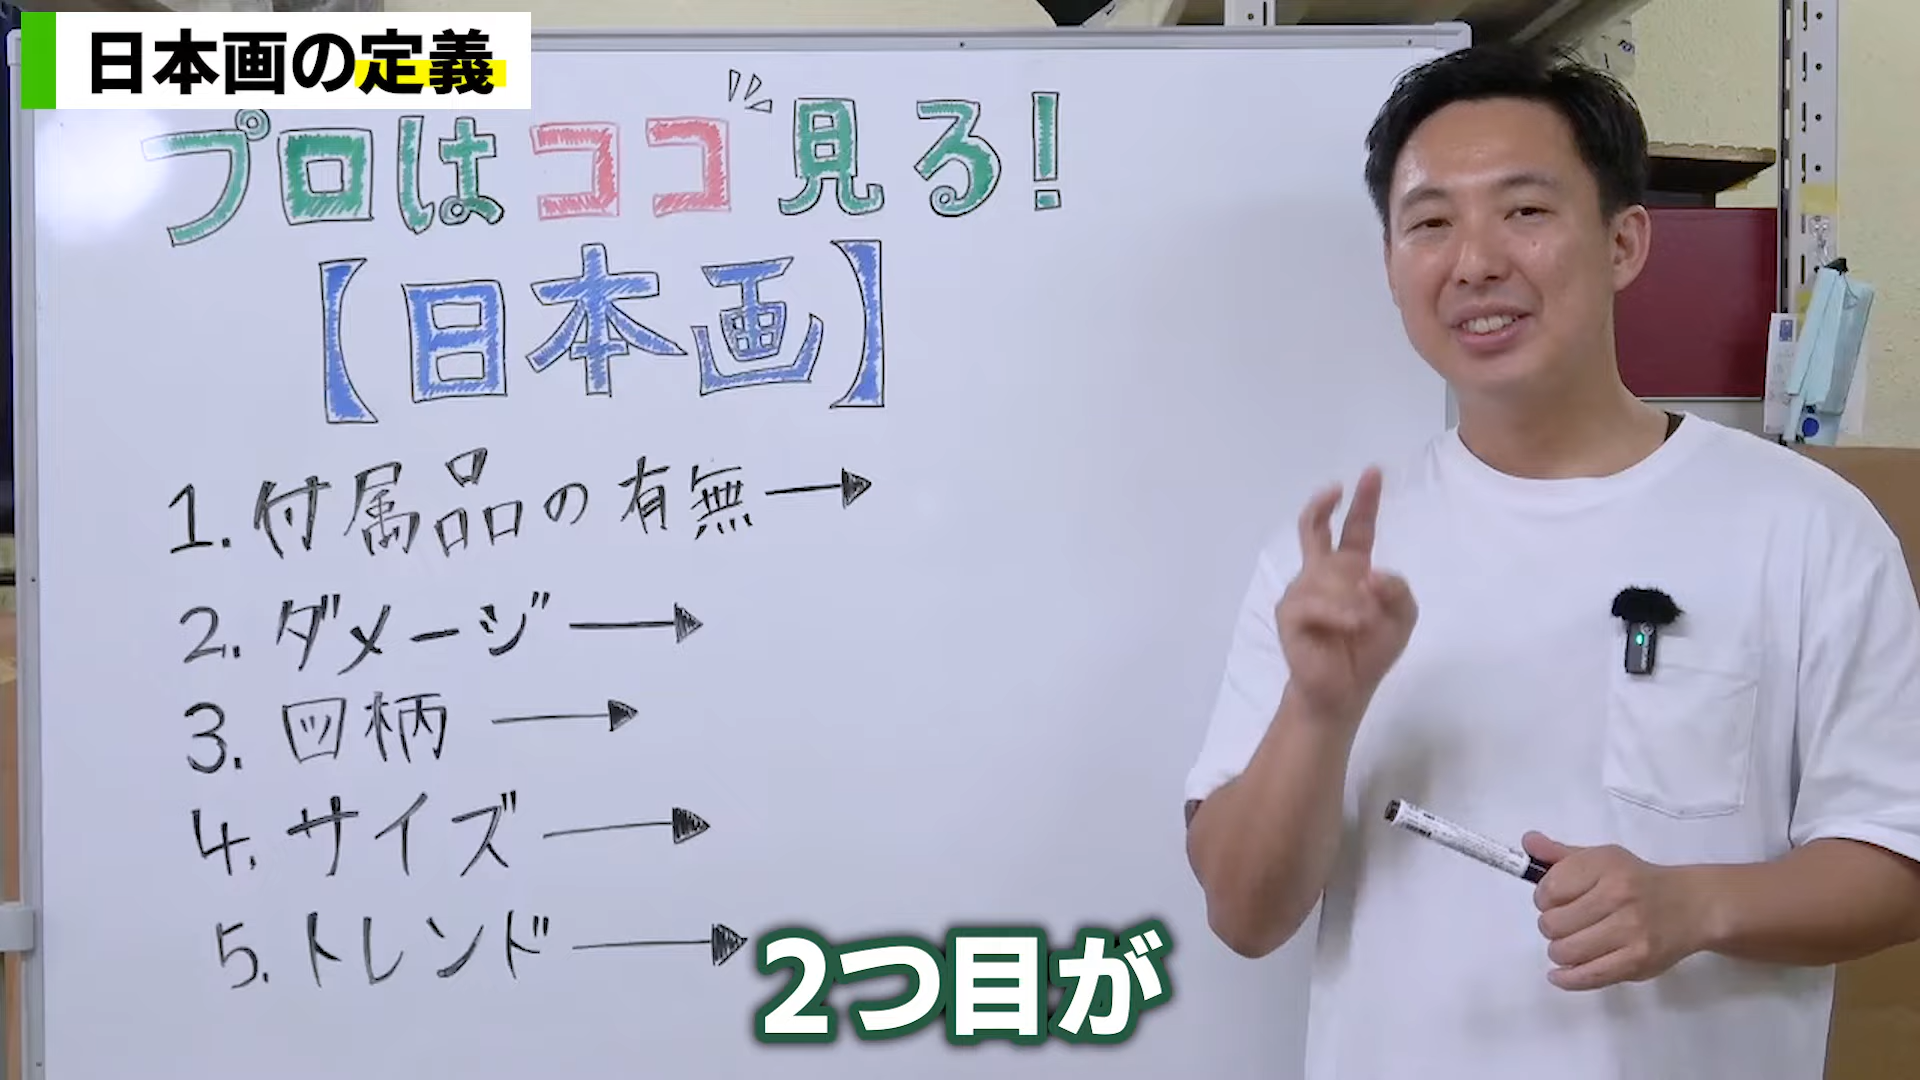 日本画の定義
プロはココ見る!
【日本画】
1. 付属品の有無→
2. ダメージ→
3. 図柄→
4. サイズ→
5. トレンド→
2つ目が